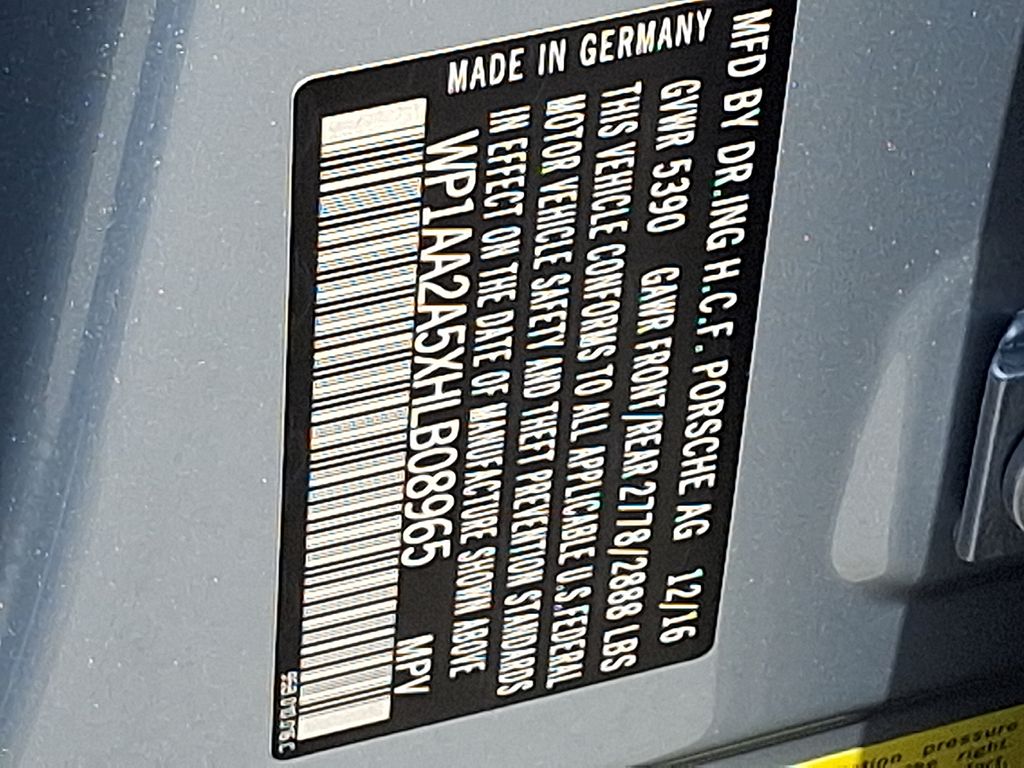 MFD BY DR.ING H.C.F. PORSCHE AG 12/16
GVWR 5390 GAWR FRONT/REAR 2778/2888 LBS
THIS VEHICLE CONFORMS TO ALL APPLICABLE U.S.FEDERAL
MOTOR VEHICLE SAFETY AND THEFT PREVENTION STANDARDS
IN EFFECT ON THE DATE OF MANUFACTURE SHOWN ABOVE
WP1AA2A5XHLB08965 MPV
MADE IN GERMANY
pressure
right.